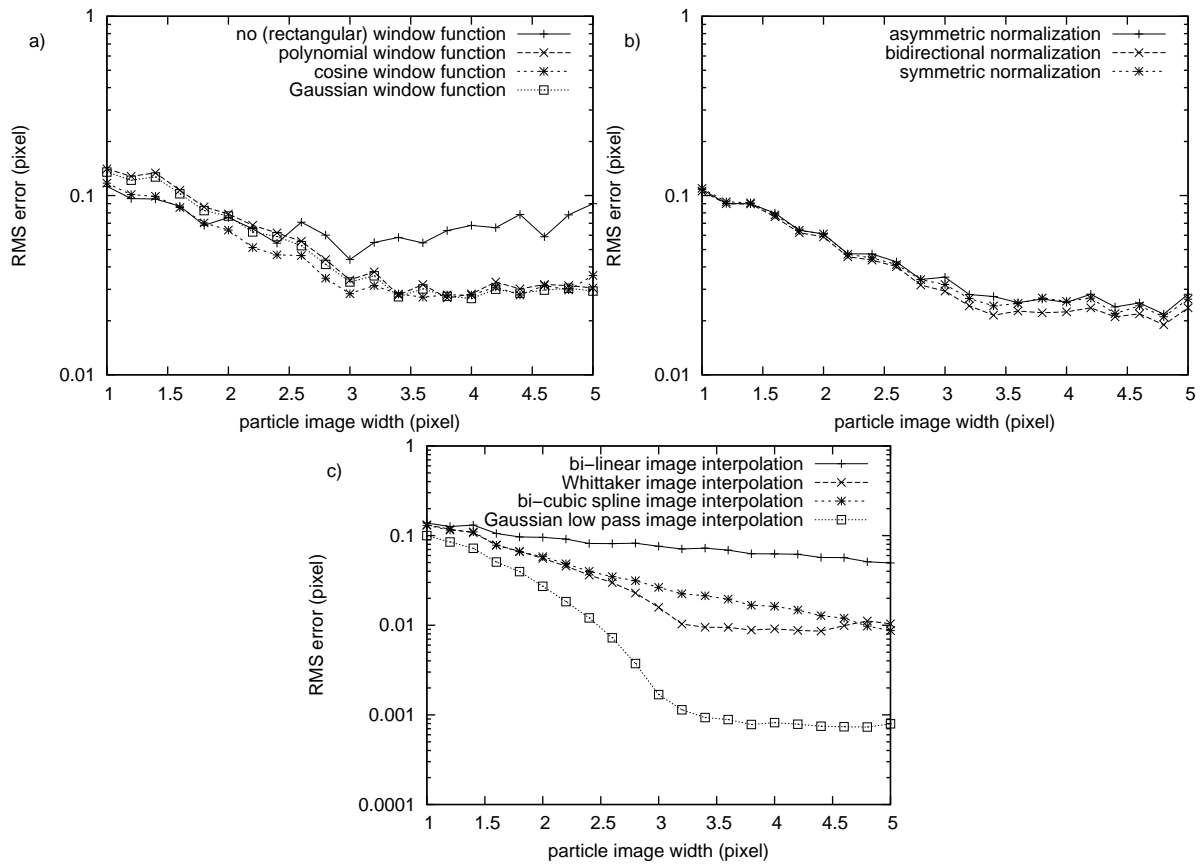 a)
no (rectangular) window function
polynomial window function
cosine window function
Gaussian window function
1
0.1
0.01
RMS error (pixel)
1 1.5 2 2.5 3 3.5 4 4.5 5
particle image width (pixel)
b)
asymmetric normalization
bidirectional normalization
symmetric normalization
1
0.1
0.01
RMS error (pixel)
1 1.5 2 2.5 3 3.5 4 4.5 5
particle image width (pixel)
c)
bi−linear image interpolation
Whittaker image interpolation
bi−cubic spline image interpolation
Gaussian low pass image interpolation
1
0.1
0.01
0.001
0.0001
RMS error (pixel)
1 1.5 2 2.5 3 3.5 4 4.5 5
particle image width (pixel)